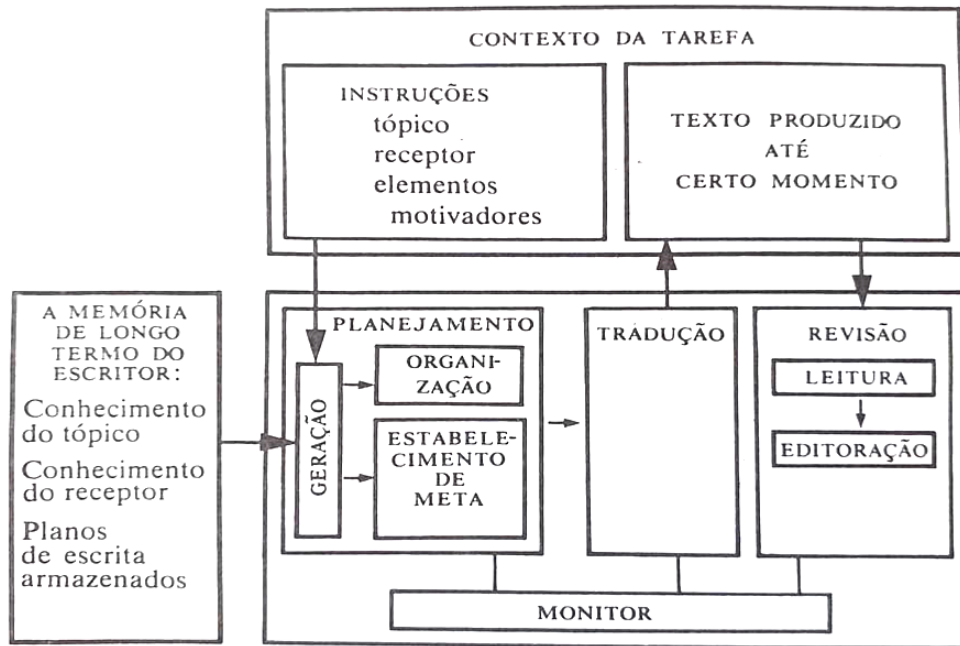 CONTEXTO DA TAREFA
INSTRUÇÕES
tópico
receptor
elementos
motivadores
TEXTO PRODUZIDO
ATÉ
CERTO MOMENTO
A MEMÓRIA
DE LONGO
TERMO DO
ESCRITOR:
Conhecimento
do tópico
Conhecimento
do receptor
Planos
de escrita
armazenados
PLANEJAMENTO
GERAÇÃO
ORGANI-
ZAÇÃO
ESTABELE-
CIMENTO
DE
META
TRADUÇÃO
REVISÃO
LEITURA
EDITORAÇÃO
MONITOR